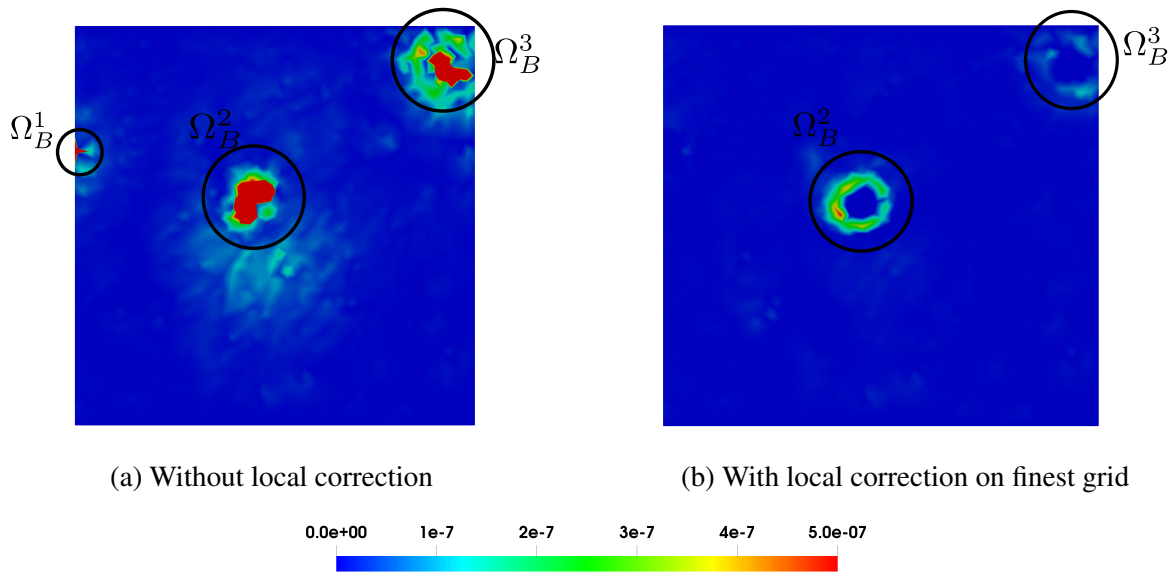 Ω_B^3
Ω_B^3
Ω_B^1
Ω_B^2
Ω_B^2
(a) Without local correction
(b) With local correction on finest grid
0.0e+00 1e-7 2e-7 3e-7 4e-7 5.0e-07